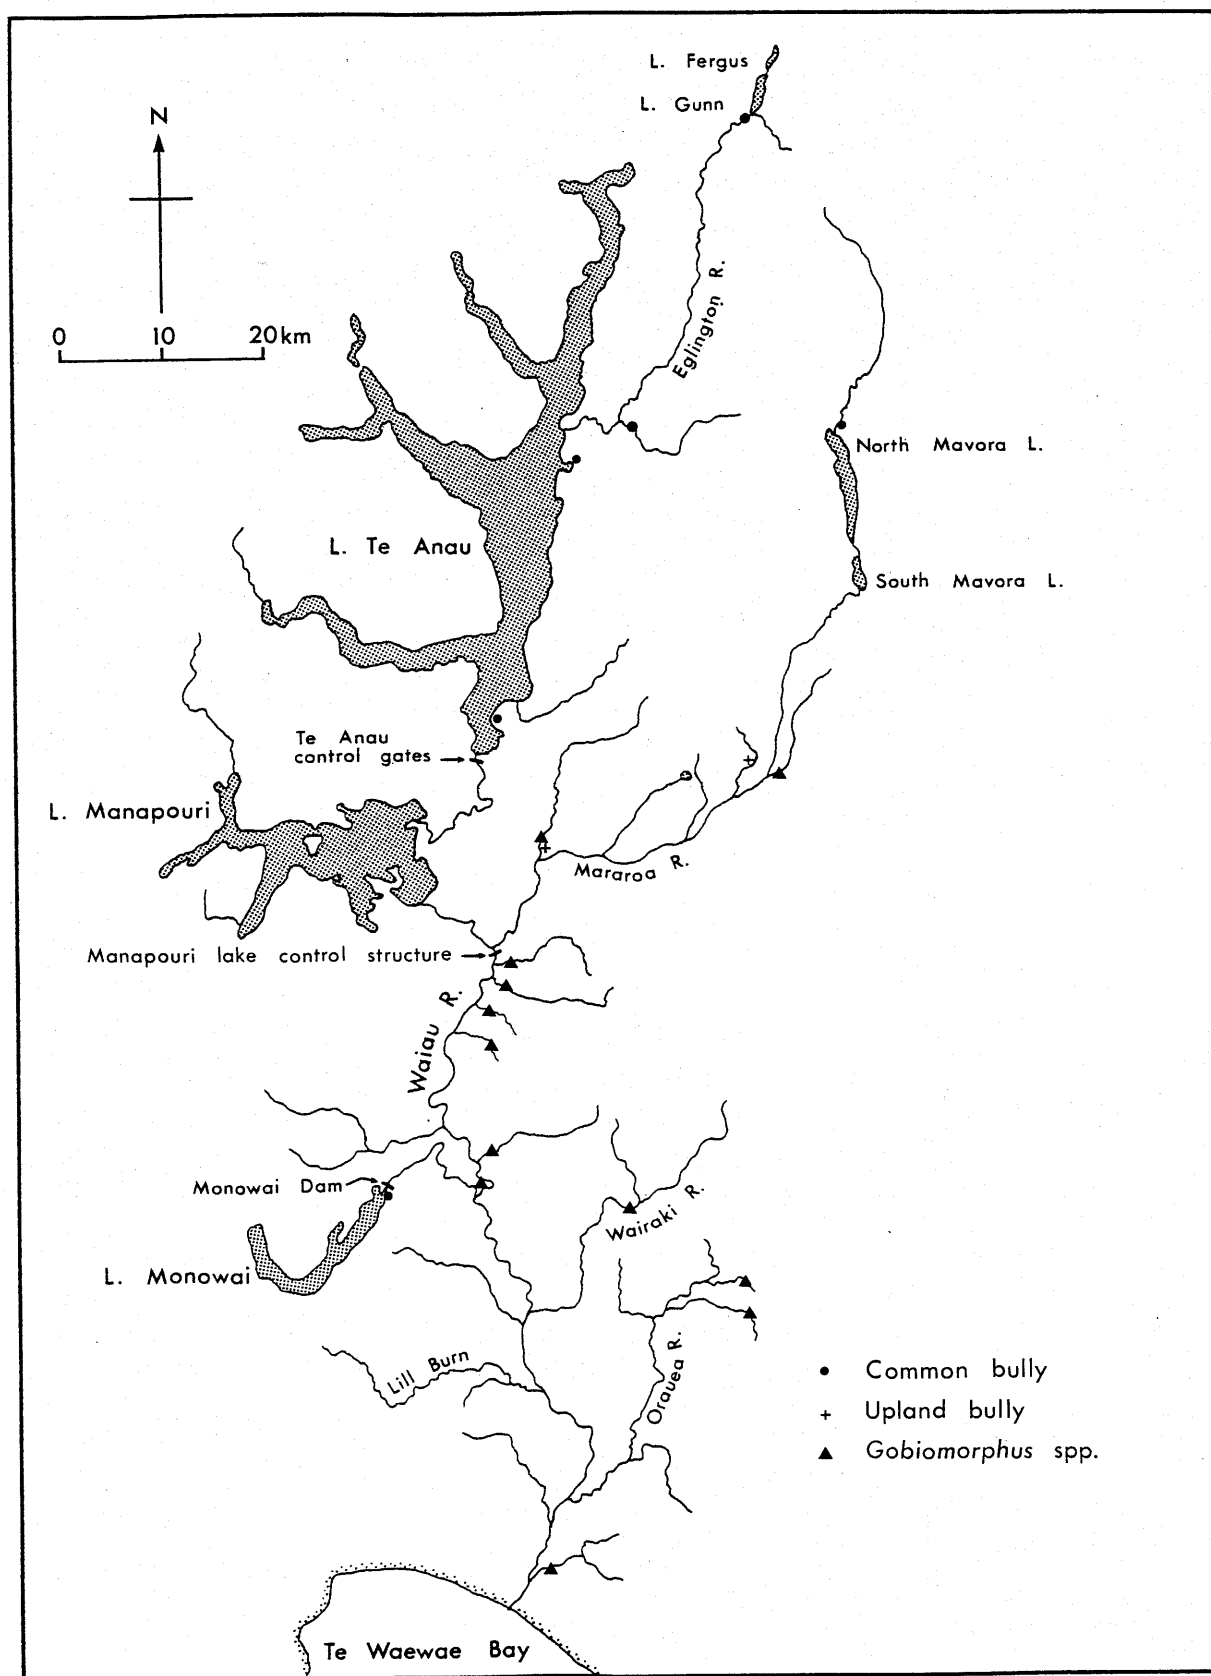 L. Fergus
L. Gunn
N
0 10 20km
Eglington R.
North Mavora L.
L. Te Anau
South Mavora L.
Te Anau
control gates
L. Manapouri
Mararoa R.
Manapouri lake control structure
Waiau R.
Monowai Dam
Wairaki R.
L. Monowai
Lill Burn
Orauea R.
Common bully
Upland bully
Gobiomorphus spp.
Te Waewae Bay